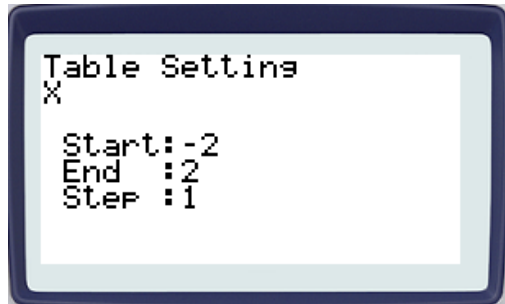 Table Setting
X
Start:-2
End :2
Step :1